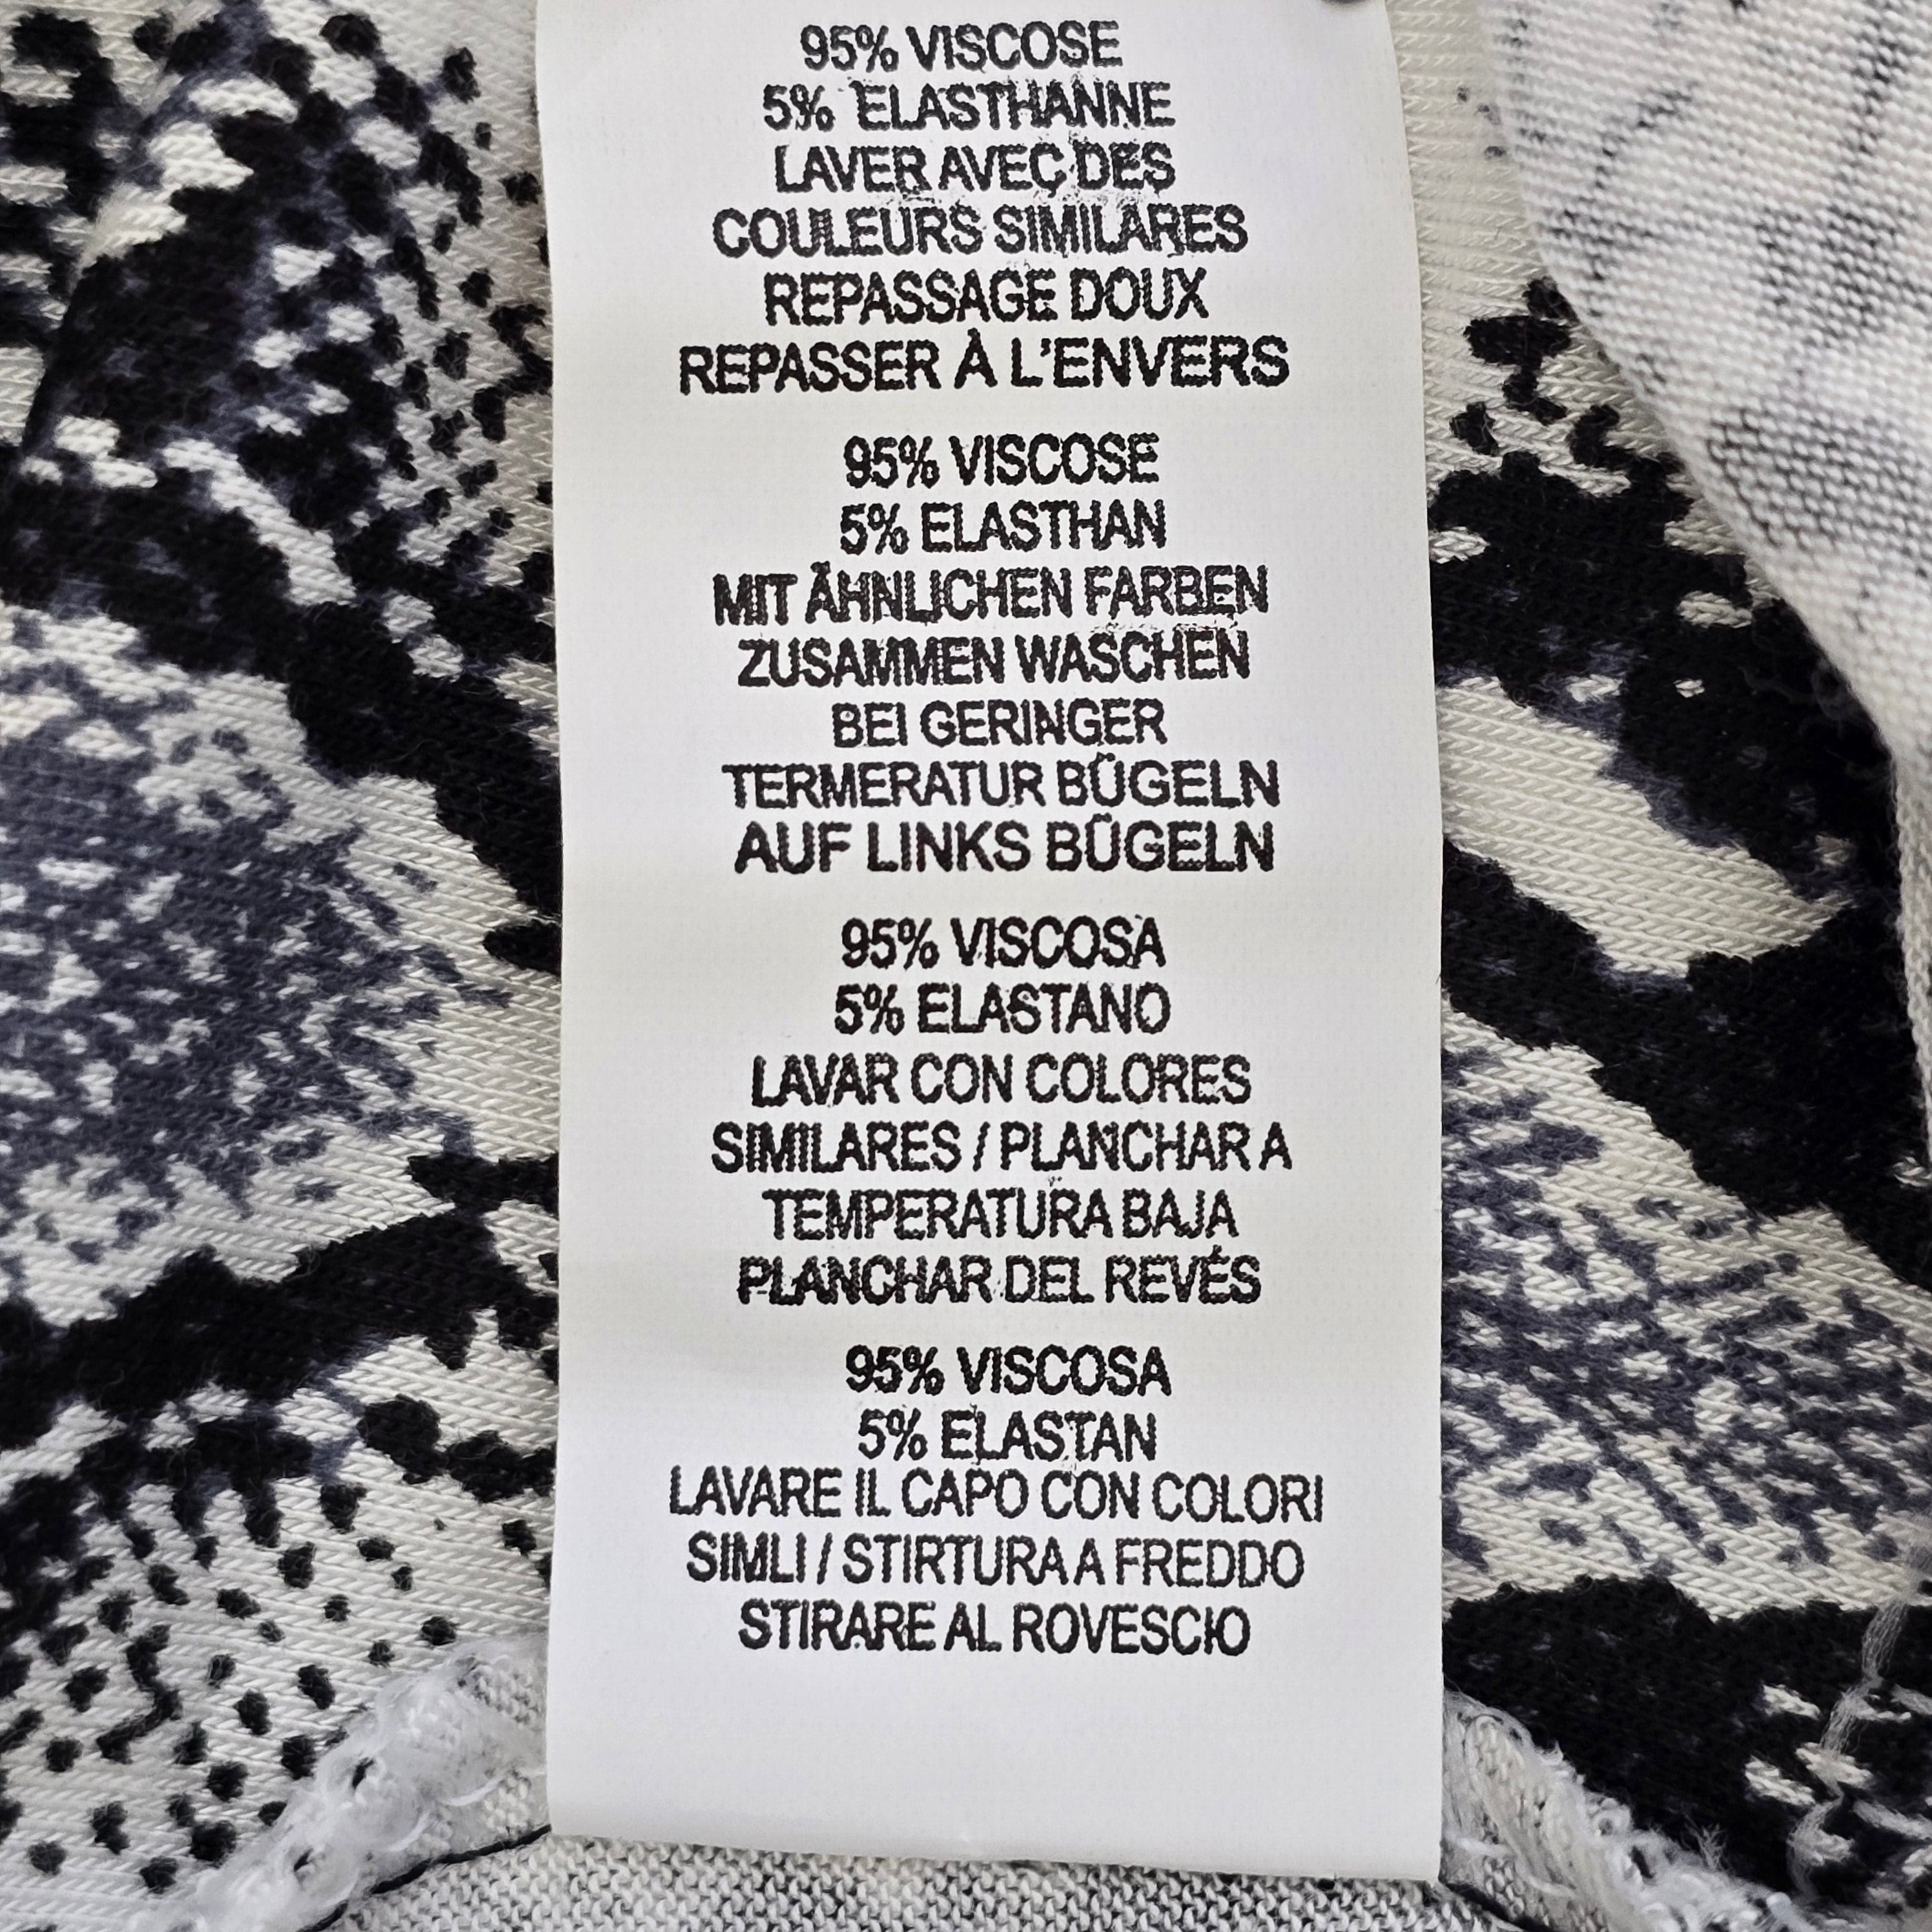 95% VISCOSE
5% ELASTHANNE
LAVER AVEC DES
COULEURS SIMILARES
REPASSAGE DOUX
REPASSER À L'ENVERS
95% VISCOSE
5% ELASTHAN
MIT ÄHNLICHEN FARBEN
ZUSAMMEN WASCHEN
BEI GERINGER
TERMERATUR BÜGELN
AUF LINKS BÜGELN
95% VISCOSA
5% ELASTANO
LAVAR CON COLORES
SIMILARES / PLANCHAR A
TEMPERATURA BAJA
PLANCHAR DEL REVÉS
95% VISCOSA
5% ELASTAN
LAVARE IL CAPO CON COLORI
SIMLI / STIRTURA A FREDDO
STIRARE AL ROVESCIO